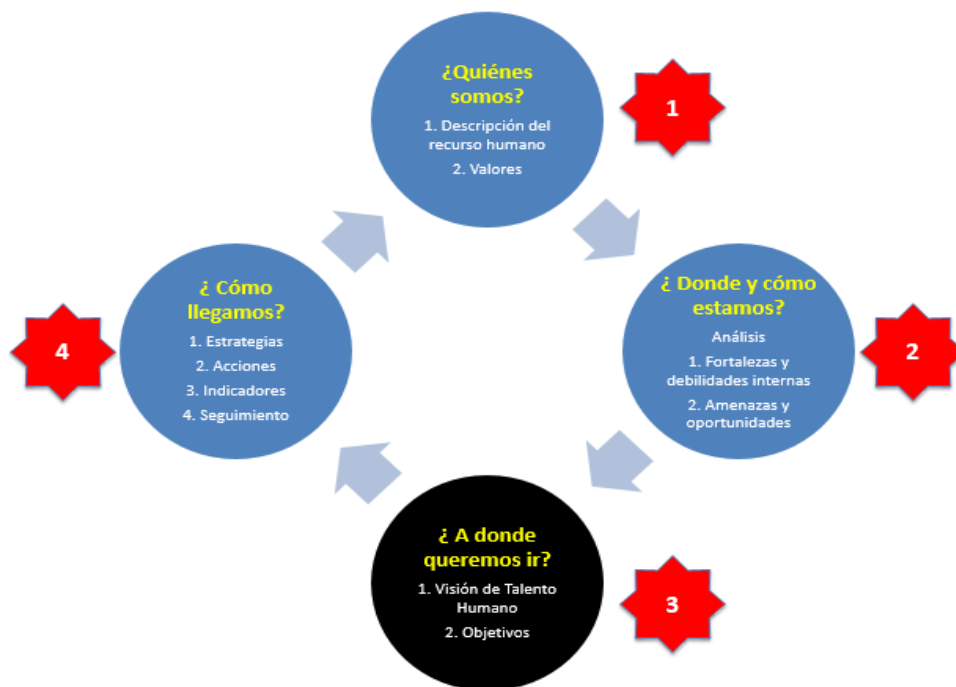 ¿Quiénes
somos?
1. Descripción del
recurso humano
2. Valores
1
¿ Donde y cómo
estamos?
Análisis
1. Fortalezas y
debilidades internas
2. Amenazas y
oportunidades
2
¿ A donde
queremos ir?
1. Visión de Talento
Humano
2. Objetivos
3
¿ Cómo
llegamos?
1. Estrategias
2. Acciones
3. Indicadores
4. Seguimiento
4